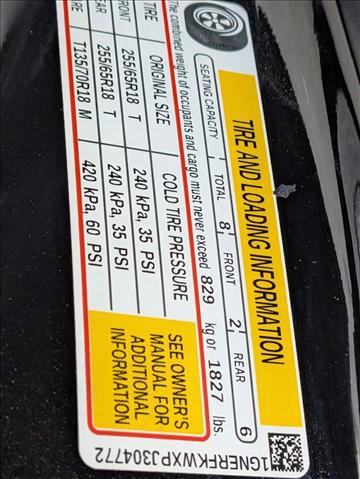 TIRE AND LOADING INFORMATION
SEATING CAPACITY TOTAL 8 FRONT 2 REAR 6
The combined weight of occupants and cargo must never exceed 829 kg or 1827 lbs.
TIRE ORIGINAL SIZE COLD TIRE PRESSURE
FRONT 255/65R18 T 240 kPa, 35 PSI
EAR 255/65R18 T 240 kPa, 35 PSI
ARE T135/70R18 M 420 kPa, 60 PSI
SEE OWNER'S
MANUAL FOR
ADDITIONAL
INFORMATION
1GNERFKWXPJ304772